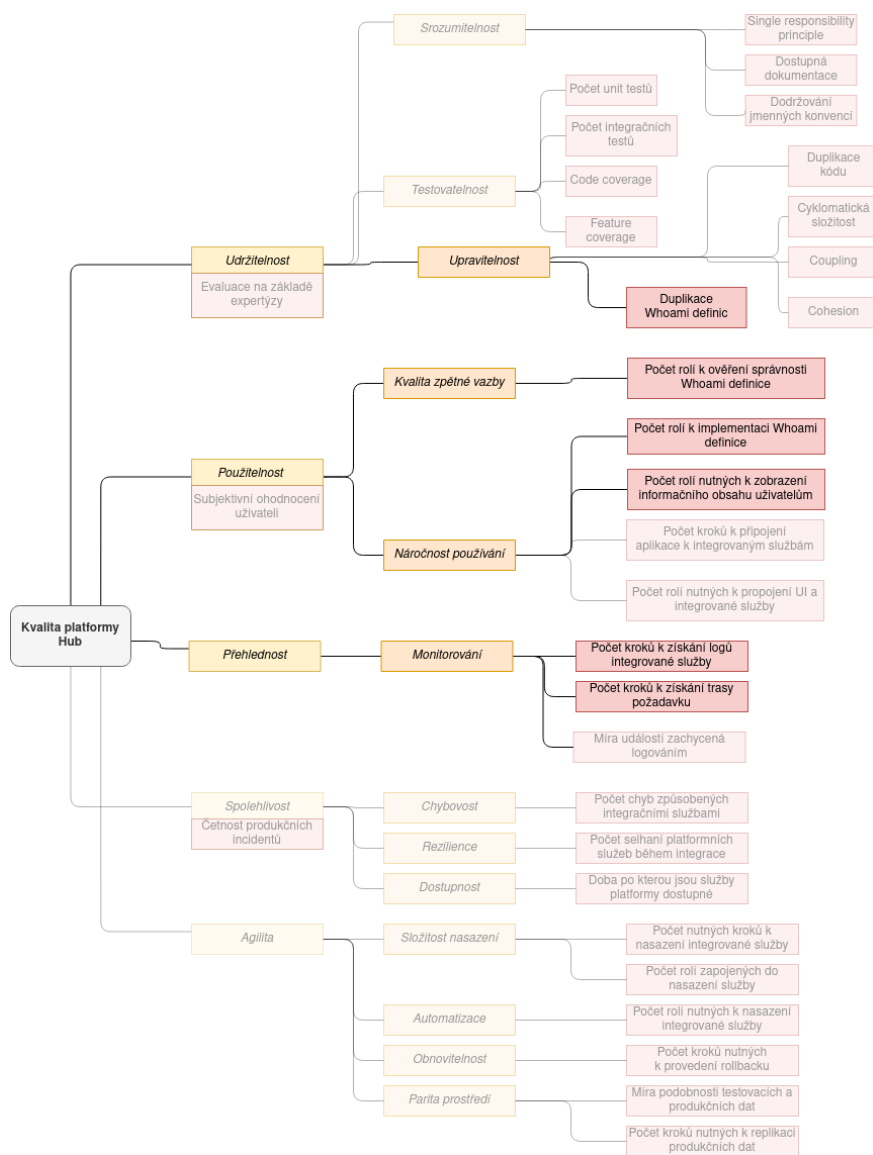 Srozumitelnost
Single responsibility
principle
Dostupná
dokumentace
Dodržování
jmenných konvencí
Testovatelnost
Počet unit testů
Počet integračních
testů
Code coverage
Feature
coverage
Udržitelnost
Evaluace na základě
expertýzy
Upravitelnost
Duplikace
kódu
Cyklomatická
složitost
Coupling
Cohesion
Duplikace
Whoami definic
Použitelnost
Subjektivní ohodnocení
uživateli
Kvalita zpětné vazby
Počet rolí k ověření správnosti
Whoami definice
Náročnost používání
Počet rolí k implementaci Whoami
definice
Počet rolí nutných k zobrazení
informačního obsahu uživatelům
Počet kroků k připojení
aplikace k integrovaným službám
Počet rolí nutných k propojení UI a
integrované služby
Kvalita platformy
Hub
Přehlednost
Monitorování
Počet kroků k získání logů
integrované služby
Počet kroků k získání trasy
požadavku
Míra událostí zachycená
logováním
Spolehlivost
Četnost produkčních
incidentů
Chybovost
Počet chyb způsobených
integračními službami
Rezilience
Počet selhaní platformních
služeb během integrace
Dostupnost
Doba po kterou jsou služby
platformy dostupné
Agilita
Složitost nasazení
Počet nutných kroků k
nasazení integrované služby
Počet rolí zapojených do
nasazení služby
Automatizace
Počet rolí nutných k nasazení
integrované služby
Obnovitelnost
Počet kroků nutných
k provedení rollbacku
Parita prostředí
Míra podobnosti testovacích a
produkčních dat
Počet kroků nutných k replikaci
produkčních dat